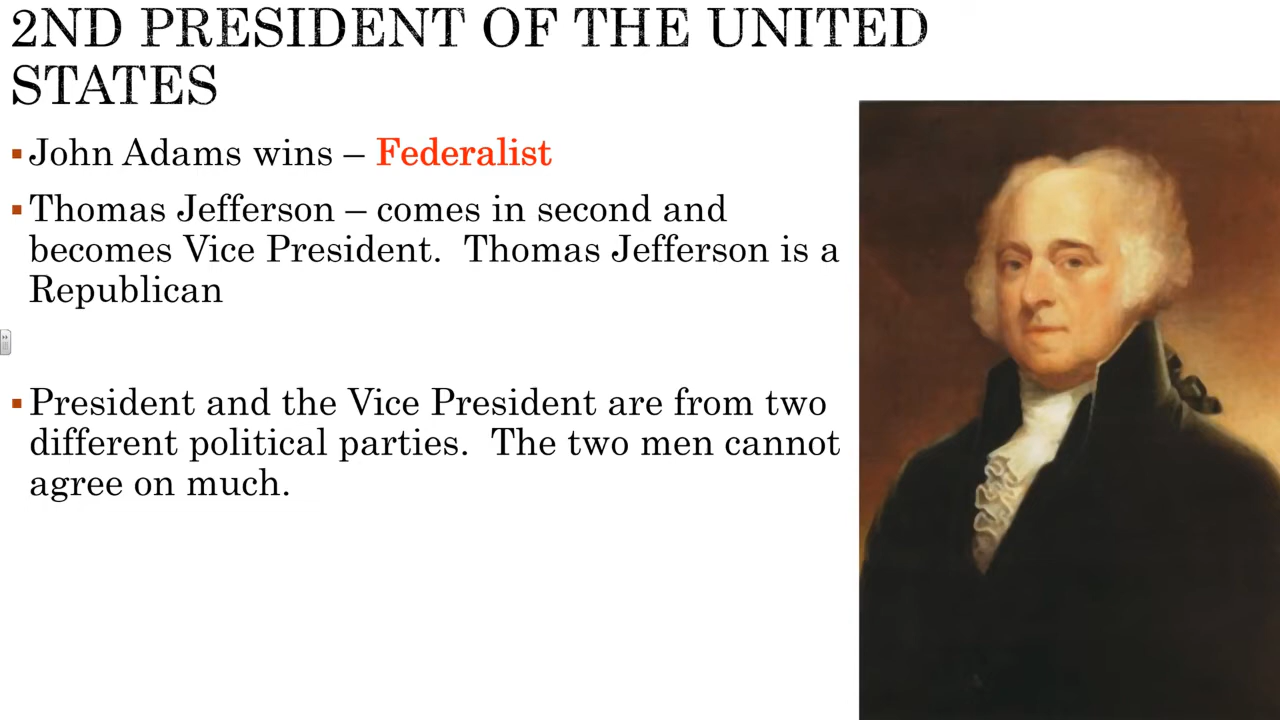 2ND PRESIDENT OF THE UNITED
STATES
▪John Adams wins – Federalist
▪Thomas Jefferson – comes in second and
becomes Vice President.  Thomas Jefferson is a
Republican
▪President and the Vice President are from two
different political parties.  The two men cannot
agree on much.